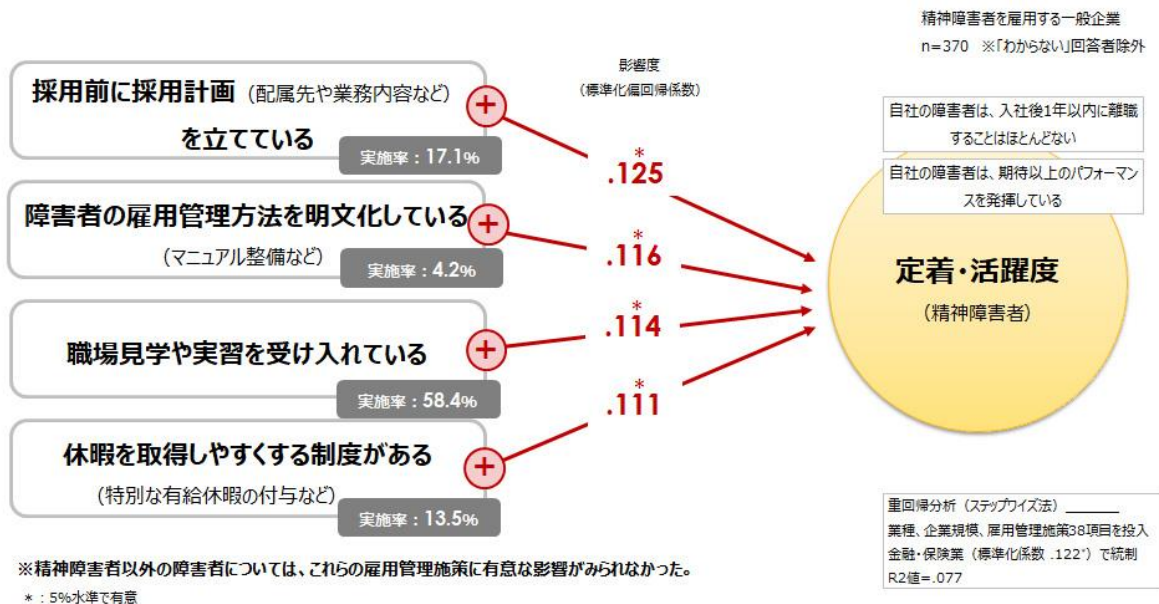 精神障害者を雇用する一般企業
n=370 ※「わからない」回答者除外
影響度
（標準化偏回帰係数）
採用前に採用計画（配属先や業務内容など）
を立てている
実施率：17.1%
+
*
.125
障害者の雇用管理方法を明文化している
（マニュアル整備など）
実施率：4.2%
+
*
.116
職場見学や実習を受け入れている
実施率：58.4%
+
*
.114
休暇を取得しやすくする制度がある
（特別な有給休暇の付与など）
実施率：13.5%
+
*
.111
自社の障害者は、入社後1年以内に離職
することはほとんどない
自社の障害者は、期待以上のパフォーマン
スを発揮している
定着・活躍度
（精神障害者）
重回帰分析（ステップワイズ法）
業種、企業規模、雇用管理施策38項目を投入
金融・保険業（標準化係数 .122*）で統制
R2値=.077
※精神障害者以外の障害者については、これらの雇用管理施策に有意な影響がみられなかった。
*：5%水準で有意